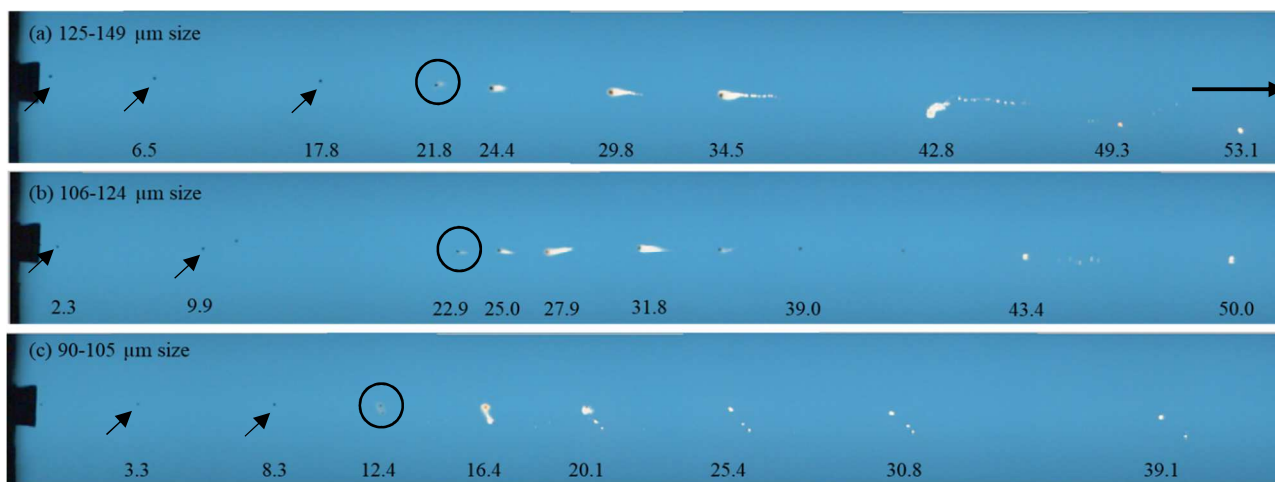 (a) 125-149 µm size
6.5 17.8 21.8 24.4 29.8 34.5 42.8 49.3 53.1
(b) 106-124 µm size
2.3 9.9 22.9 25.0 27.9 31.8 39.0 43.4 50.0
(c) 90-105 µm size
3.3 8.3 12.4 16.4 20.1 25.4 30.8 39.1